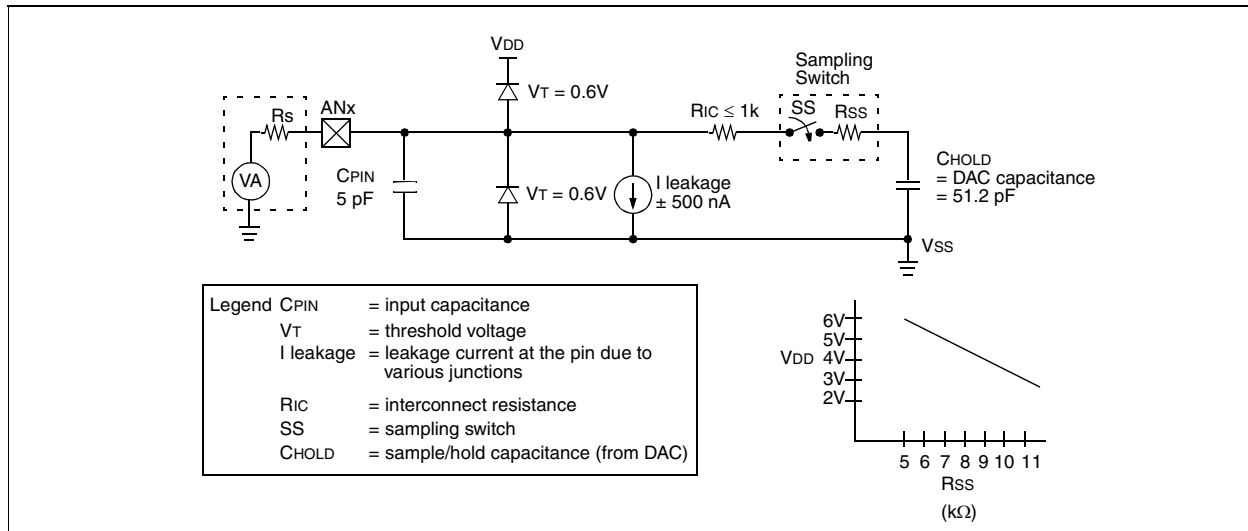 VDD
Sampling
Switch
VT = 0.6V
RIC ≤ 1k
SS
RSS
Rs
ANx
VA
CPIN
5 pF
VT = 0.6V
I leakage
± 500 nA
CHOLD
= DAC capacitance
= 51.2 pF
VSS
Legend CPIN = input capacitance
VT = threshold voltage
I leakage = leakage current at the pin due to
various junctions
RIC = interconnect resistance
SS = sampling switch
CHOLD = sample/hold capacitance (from DAC)
6V
5V
VDD 4V
3V
2V
5 6 7 8 9 10 11
RSS
(kΩ)